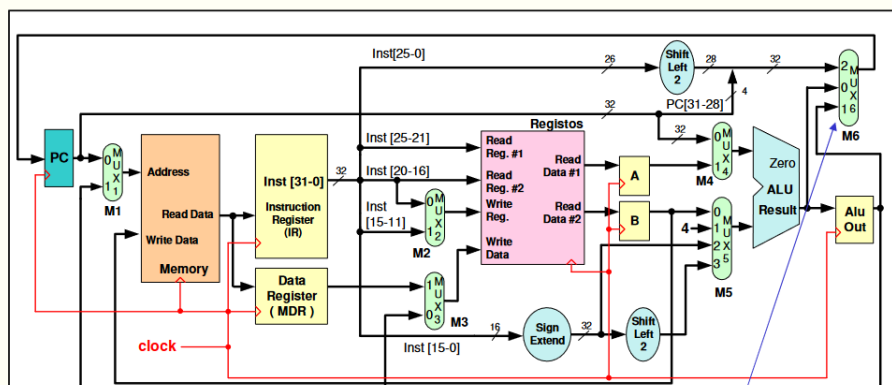 Inst[25-0]
26
Shift
Left
2
28
32
PC[31-28]
4
2
0
1
M
U
X
6
M6
32
PC
0
1
M
U
X
1
M1
Address
Read Data
Write Data
Memory
Inst [31-0]
Instruction
Register
(IR)
32
Data
Register
( MDR )
Inst [25-21]
Inst [20-16]
Inst
[15-11]
0
1
M
U
X
2
M2
1
0
M
U
X
3
M3
Registos
Read
Reg. #1
Read
Reg. #2
Write
Reg.
Write
Data
Read
Data #1
Read
Data #2
A
B
32
0
1
M
U
X
4
M4
4
0
1
2
3
M
U
X
5
M5
Zero
ALU
Result
Alu
Out
clock
16
Sign
Extend
32
Shift
Left
2
Inst [15-0]